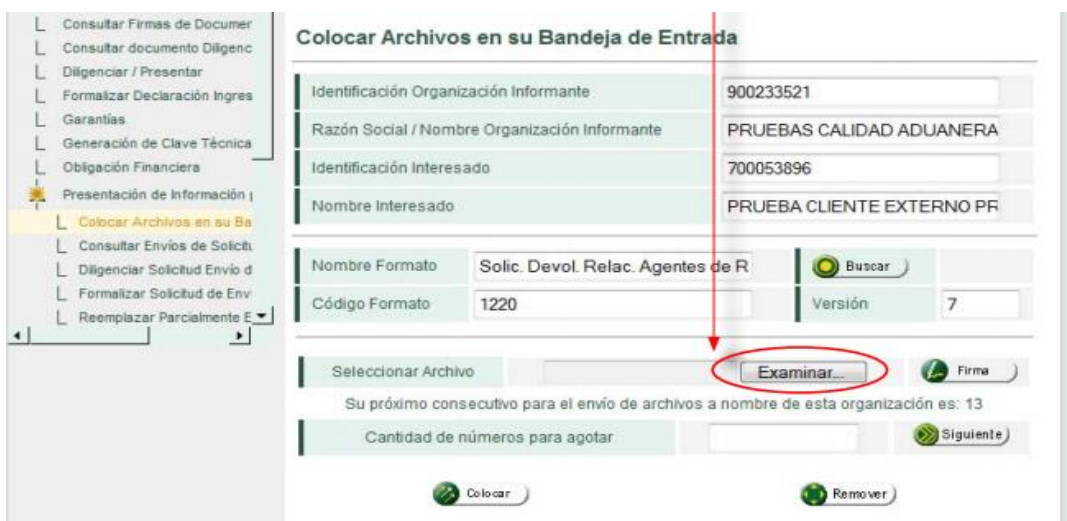 Consultar Firmas de Documer
Consultar documento Diligenc
Diligenciar / Presentar
Formalizar Declaración Ingres
Garantías
Generación de Clave Técnica
Obligación Financiera
Presentación de Información
Colocar Archivos en su Ba
Consultar Envíos de Solicitu
Diligenciar Solicitud Envío d
Formalizar Solicitud de Env
Reemplazar Parcialmente E
Colocar Archivos en su Bandeja de Entrada
Identificación Organización Informante 900233521
Razón Social / Nombre Organización Informante PRUEBAS CALIDAD ADUANERA
Identificación Interesado 700053896
Nombre Interesado PRUEBA CLIENTE EXTERNO PR
Nombre Formato Solic. Devol. Relac. Agentes de R Buscar
Código Formato 1220 Versión 7
Seleccionar Archivo Examinar... Firma
Su próximo consecutivo para el envío de archivos a nombre de esta organización es: 13
Cantidad de números para agotar Siguiente
Colocar Remover